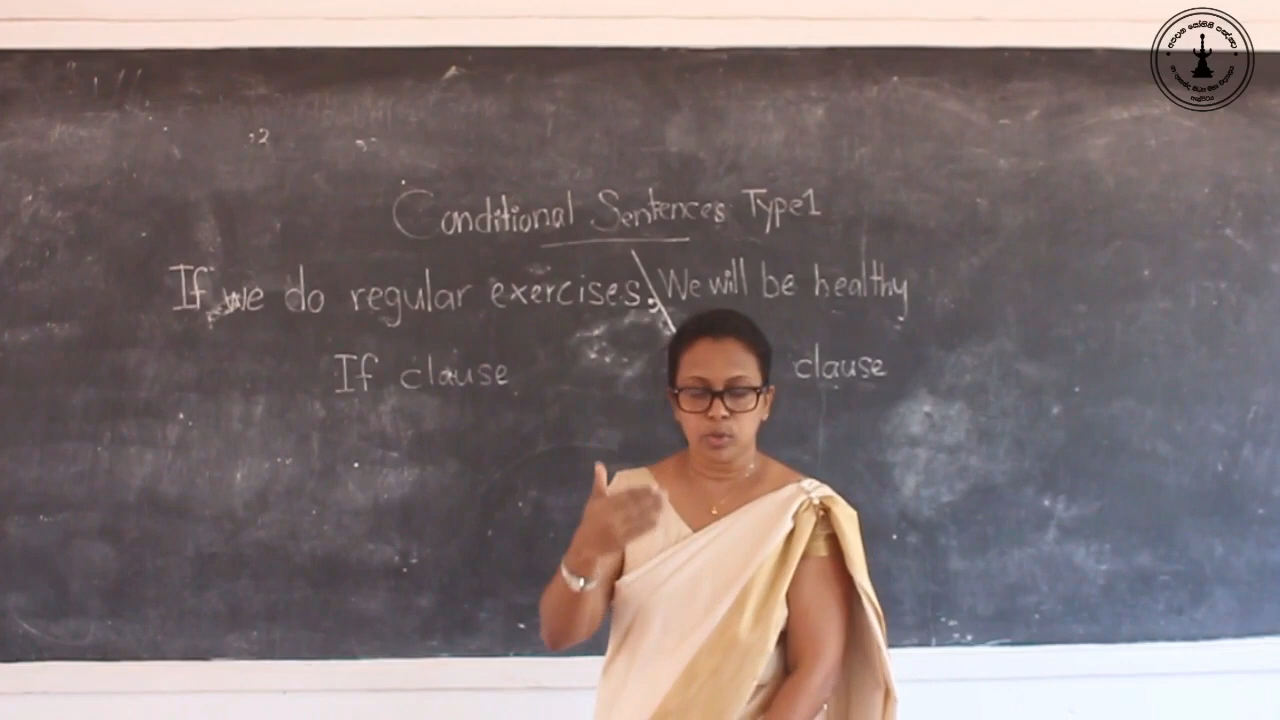 Conditional Sentences Type1
If we do regular exercises, We will be healthy
If clause
clause